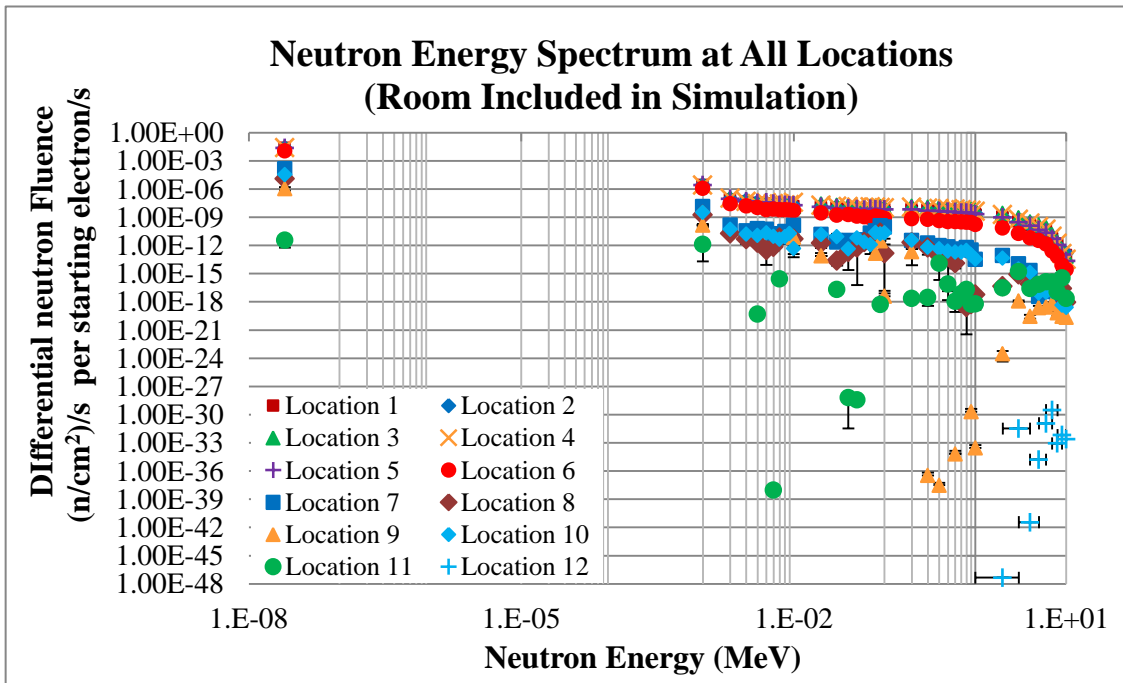 Neutron Energy Spectrum at All Locations
(Room Included in Simulation)
DIfferential neutron Fluence
(n/cm²)/s per starting electron/s
1.00E+00
1.00E-03
1.00E-06
1.00E-09
1.00E-12
1.00E-15
1.00E-18
1.00E-21
1.00E-24
1.00E-27
1.00E-30
1.00E-33
1.00E-36
1.00E-39
1.00E-42
1.00E-45
1.00E-48
Location 1 Location 2
Location 3 Location 4
Location 5 Location 6
Location 7 Location 8
Location 9 Location 10
Location 11 Location 12
1.E-08 1.E-05 1.E-02 1.E+01
Neutron Energy (MeV)